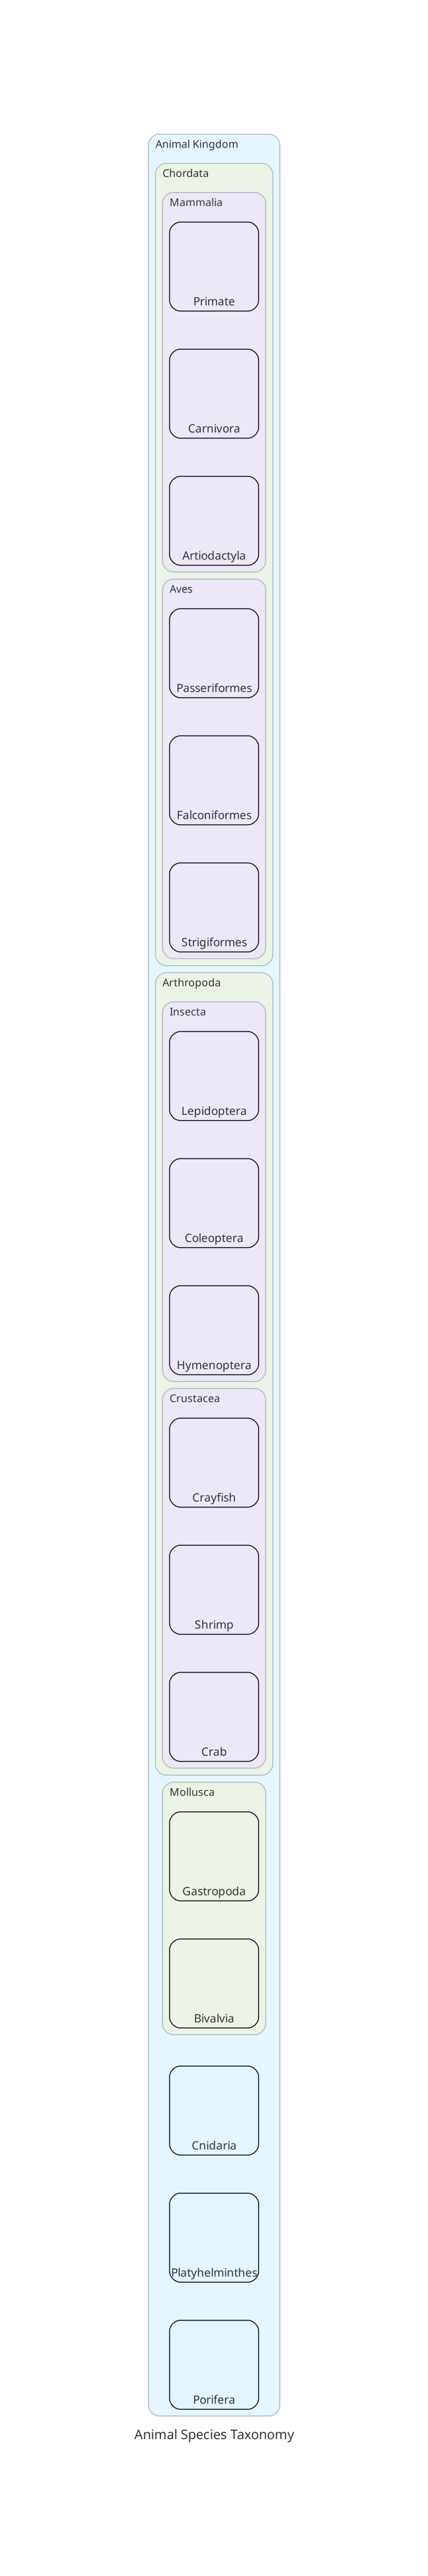 Animal Kingdom
Chordata
Mammalia
Primate
Carnivora
Artiodactyla
Aves
Passeriformes
Falconiformes
Strigiformes
Arthropoda
Insecta
Lepidoptera
Coleoptera
Hymenoptera
Crustacea
Crayfish
Shrimp
Crab
Mollusca
Gastropoda
Bivalvia
Cnidaria
Platyhelminthes
Porifera
Animal Species Taxonomy